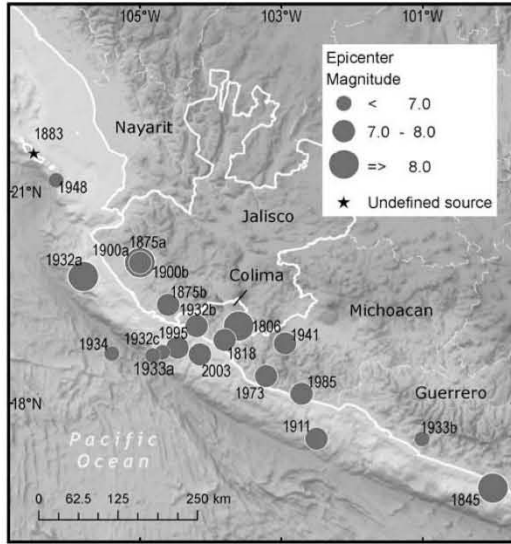 105°W 103°W 101°W
Epicenter
Magnitude
< 7.0
7.0 - 8.0
=> 8.0
★ Undefined source
Nayarit
1883
1948
21°N
Jalisco
1900a
1875a
1932a
1900b
Colima
1875b
1932b
Michoacan
1806
1941
1934
1932c
1995
1818
1933a
2003
1973
1985
Guerrero
18°N
1911
1933b
Pacific
Ocean
1845
0 62.5 125 250 km